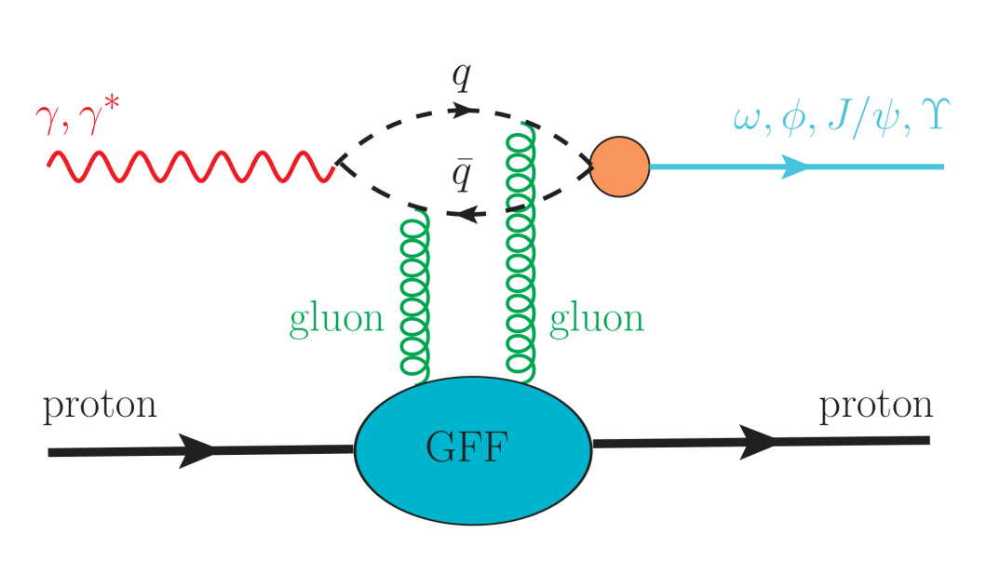 q
γ, γ*
ω, ϕ, J/ψ, Υ
q̄
gluon
gluon
proton
proton
GFF